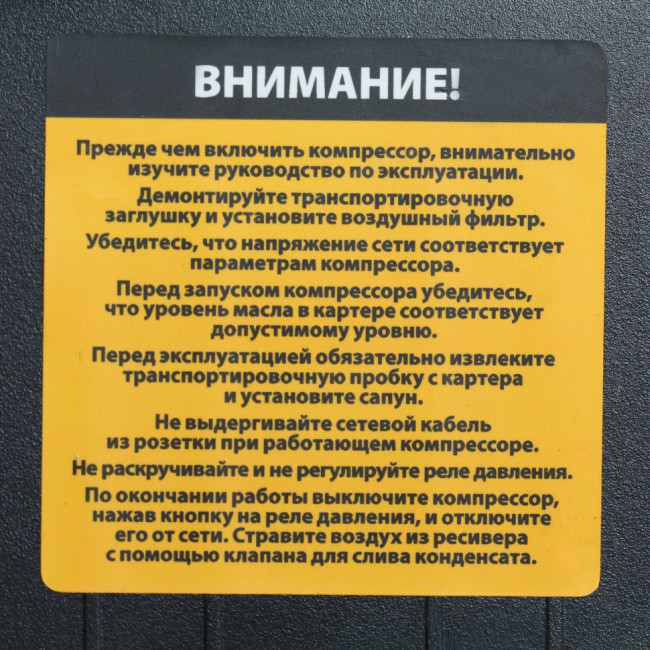 ВНИМАНИЕ!
Прежде чем включить компрессор, внимательно
изучите руководство по эксплуатации.
Демонтируйте транспортировочную
заглушку и установите воздушный фильтр.
Убедитесь, что напряжение сети соответствует
параметрам компрессора.
Перед запуском компрессора убедитесь,
что уровень масла в картере соответствует
допустимому уровню.
Перед эксплуатацией обязательно извлеките
транспортировочную пробку с картера
и установите сапун.
Не выдергивайте сетевой кабель
из розетки при работающем компрессоре.
Не раскручивайте и не регулируйте реле давления.
По окончании работы выключите компрессор,
нажав кнопку на реле давления, и отключите
его от сети. Стравите воздух из ресивера
с помощью клапана для слива конденсата.